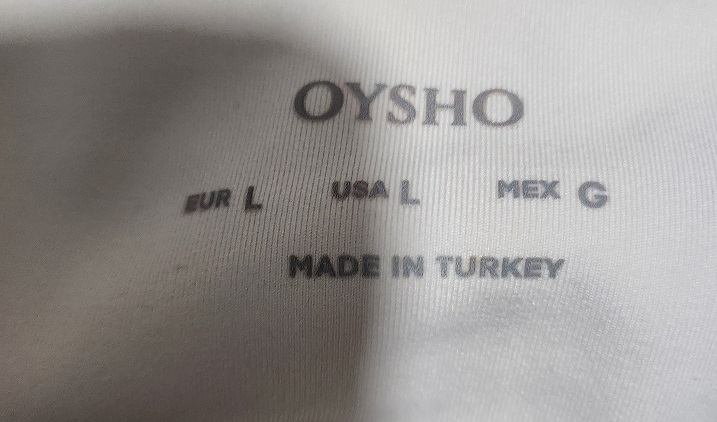 OYSHO
EUR L USA L MEX G
MADE IN TURKEY